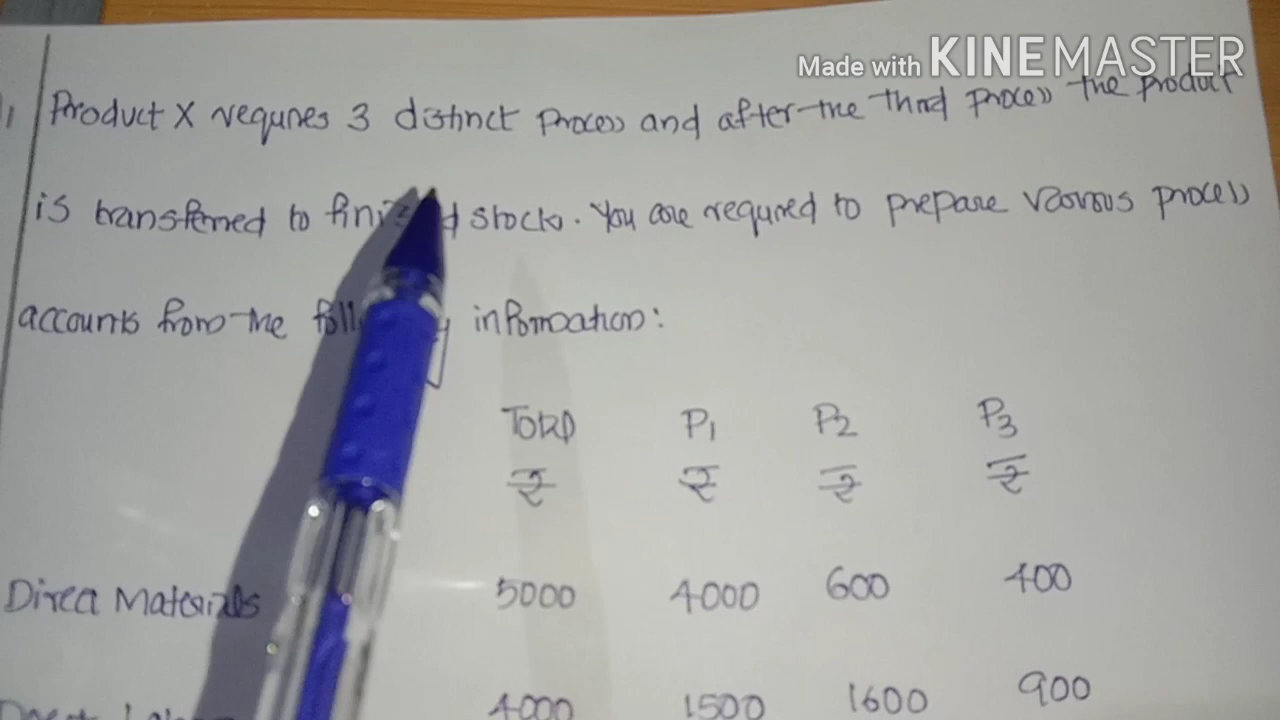 Made with KINEMASTER
1 Product X requires 3 distinct process and after the third process the product
is transferred to stock. You are required to prepare various process
accounts from the information:
Total P1 P2 P3
₹ ₹ ₹ ₹
Direct Materials 5000 4000 600 400
4000 1500 1600 900